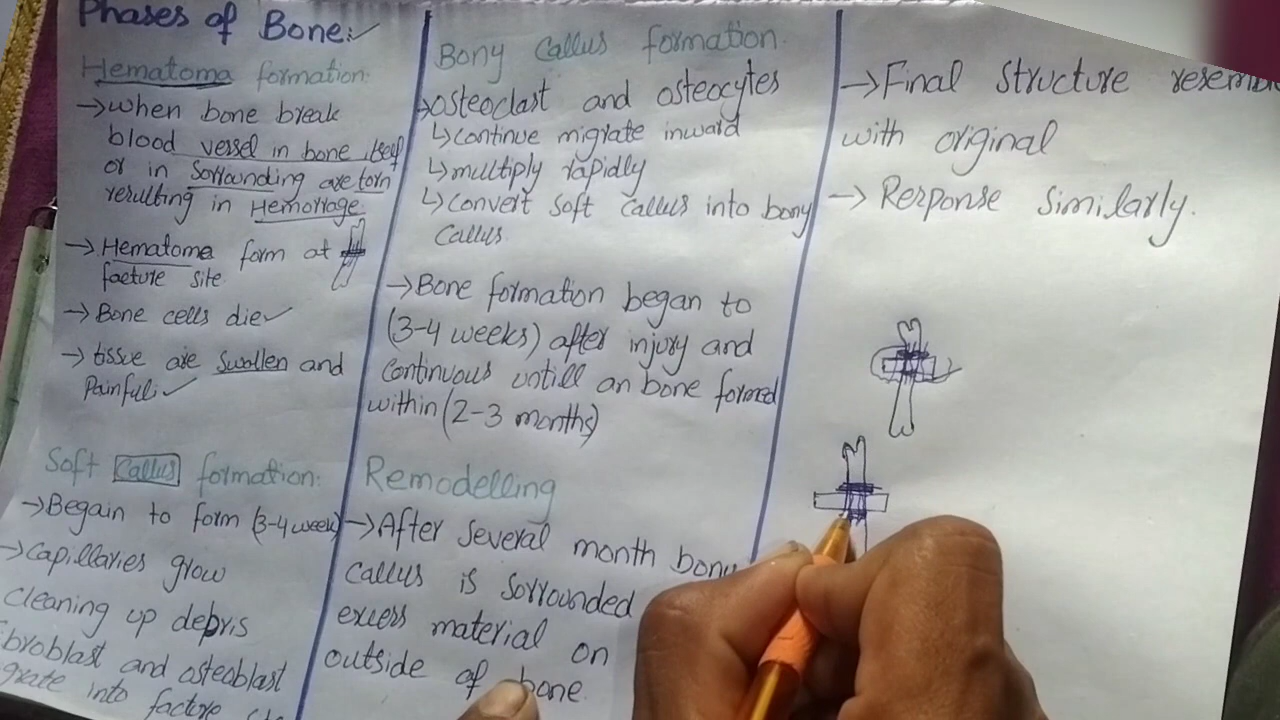 Phases of Bone:
Hematoma formation:
→ when bone break
blood vessel in bone itself
or in Sorrounding are torn
resulting in Hemorrage
→ Hematoma form at
facture site
→ Bone cells die
→ tissue are Swollen and
Painful:
Soft Callus formation:
→ Begain to form (3-4 week)
→ Capillaries grow
cleaning up debris
broblast and osteoblast
grate into factore
Bony Callus formation.
→ osteoclast and osteocytes
↳ continue migrate inward
↳ multiply rapidly
↳ Convert Soft Callus into bony
Callus
→ Bone formation began to
(3-4 weeks) after injury and
Continuous untill an bone formed
within (2-3 months)
Remodelling
→ After several month bony
callus is Sorrounded
excess material on
outside of bone.
→ Final Structure resem
with original
→ Response Similarly.